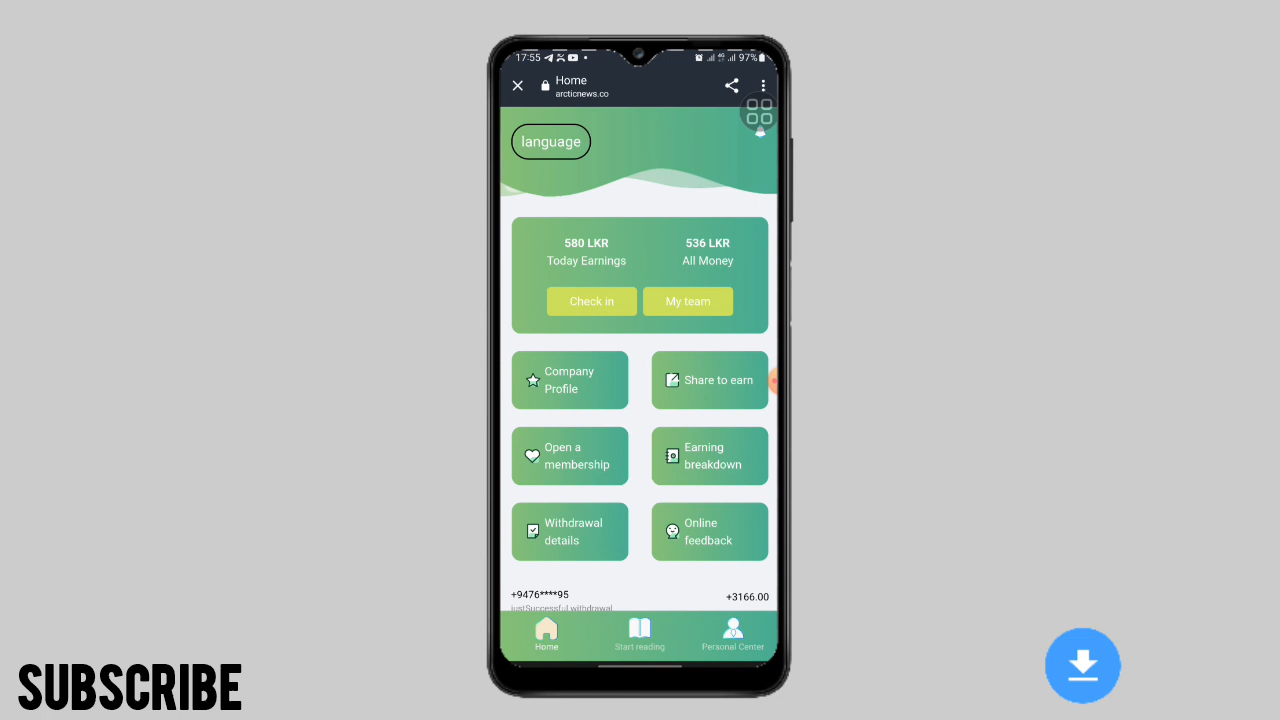 17:55 97%
Home
arcticnews.co
language
580 LKR 536 LKR
Today Earnings All Money
Check in My team
Company
Profile
Share to earn
Open a
membership
Earning
breakdown
Withdrawal
details
Online
feedback
+9476****95 +3166.00
justSuccessful withdrawal
Home Start reading Personal Center
SUBSCRIBE